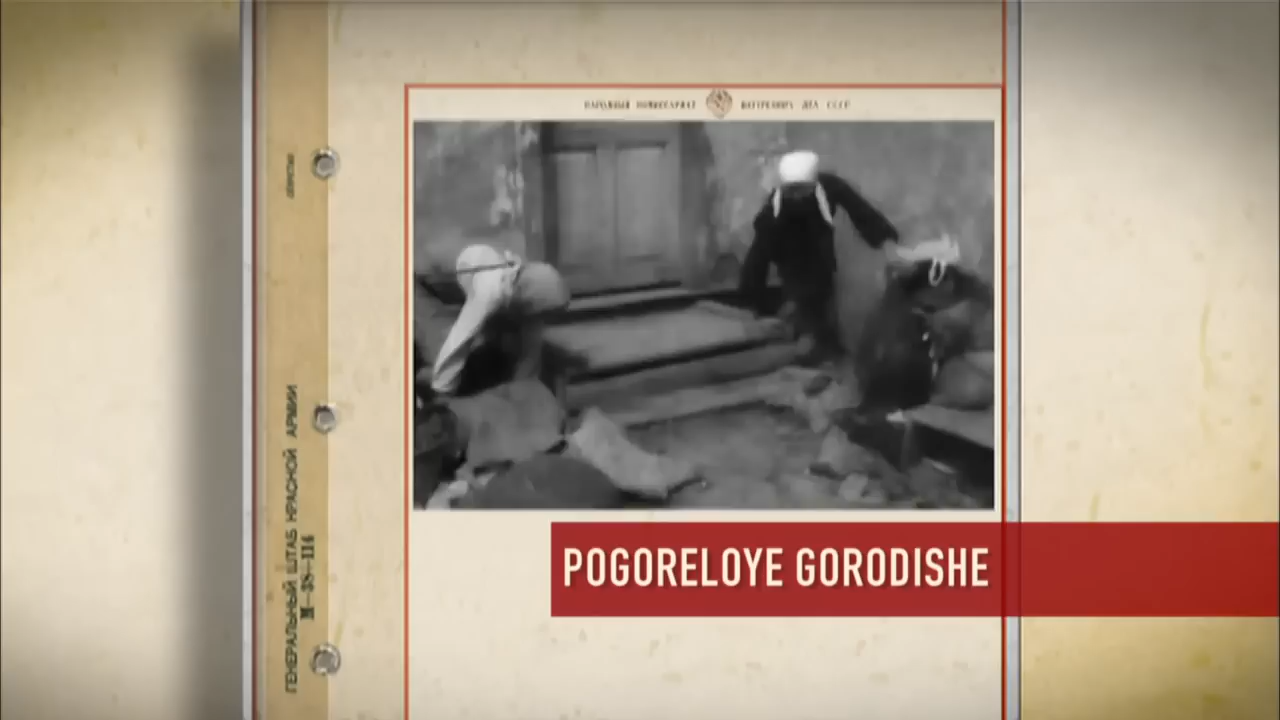 НАРОДНЫЙ КОМИССАРИАТ ВНУТРЕННИХ ДЕЛ СССР
ГЕНЕРАЛЬНЫЙ ШТАБ КРАСНОЙ АРМИИ
POGORELOYE GORODISHE